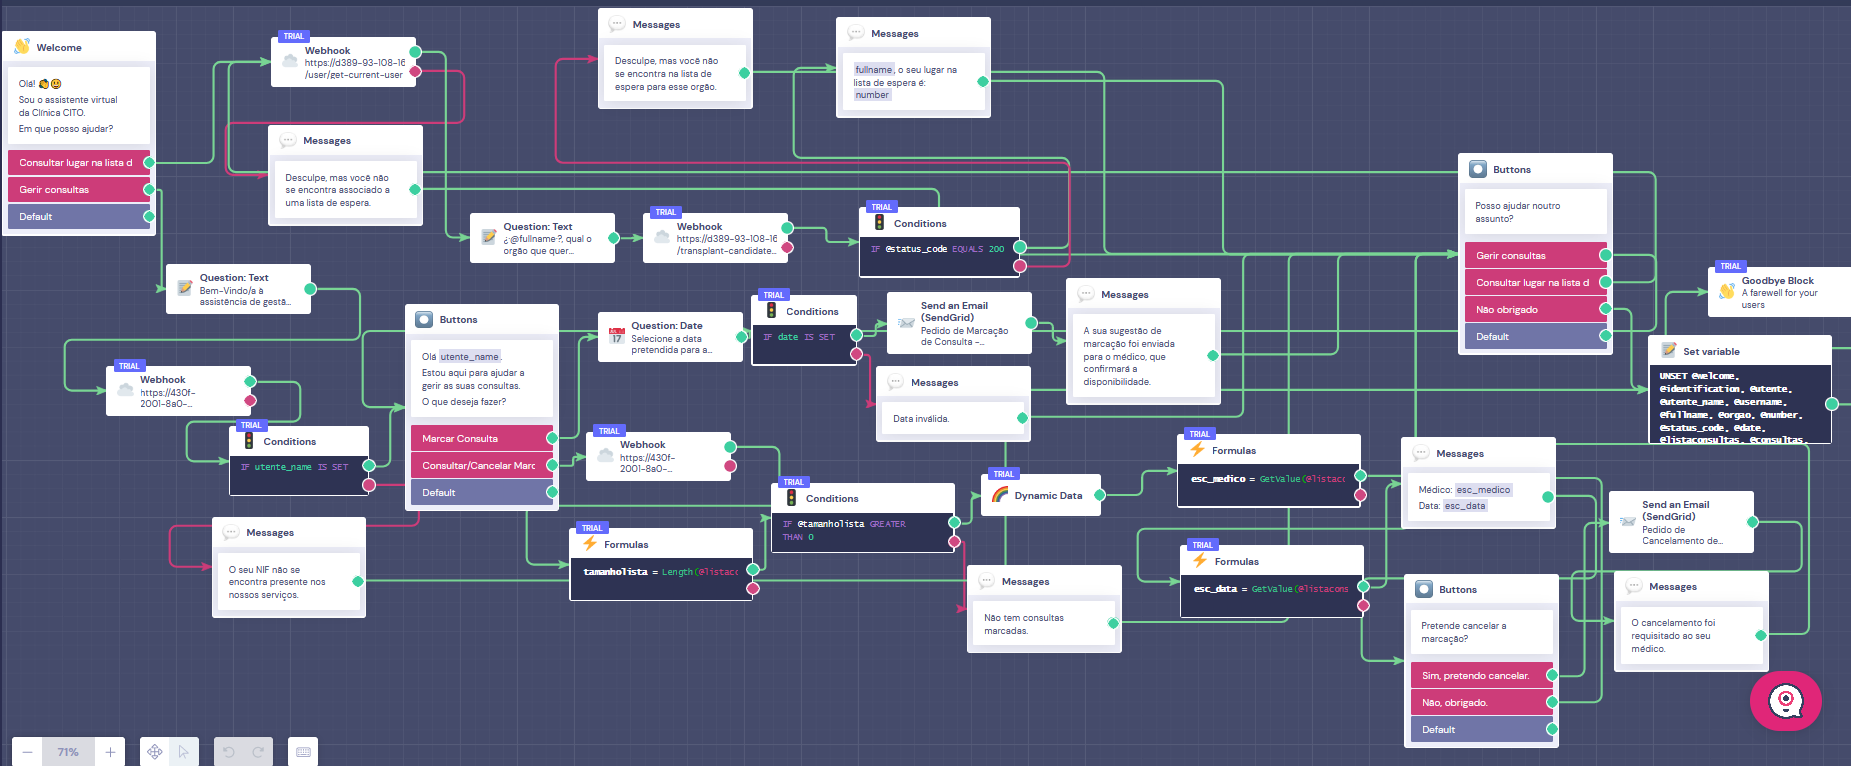 Welcome
Olá!
Sou o assistente virtual
da Clínica CITO.
Em que posso ajudar?
Consultar lugar na lista d
Gerir consultas
Default
TRIAL
Webhook
https://d389-93-108-16
/user/get-current-user
Messages
Desculpe, mas você não
se encontra associado a
uma lista de espera.
Messages
Desculpe, mas você não
se encontra na lista de
espera para esse orgão.
Messages
fullname, o seu lugar na
lista de espera é:
number
Question: Text
¿·@fullname·?, qual o
orgão que quer...
TRIAL
Webhook
https://d389-93-108-16
/transplant-candidate...
TRIAL
Conditions
IF @status_code EQUALS 200
Buttons
Posso ajudar noutro
assunto?
Gerir consultas
Consultar lugar na lista d
Não obrigado
Default
TRIAL
Goodbye Block
A farewell for your
users
Set variable
UNSET @welcome,
@identification, @utente,
@utente_name, @username,
@fullname, @orgao, @number,
@status_code, @date,
@listaconsultas, @consultas,
Question: Text
Bem-Vindo/a à
assistência de gestã...
TRIAL
Webhook
https://430f-
2001-8a0-...
TRIAL
Conditions
IF utente_name IS SET
Messages
O seu NIF não se
encontra presente nos
nossos serviços.
Buttons
Olá utente_name.
Estou aqui para ajudar a
gerir as suas consultas.
O que deseja fazer?
Marcar Consulta
Consultar/Cancelar Marc
Default
Question: Date
Selecione a data
pretendida para a...
TRIAL
Conditions
IF date IS SET
Send an Email
(SendGrid)
Pedido de Marcação
de Consulta -...
Messages
A sua sugestão de
marcação foi enviada
para o médico, que
confirmará a
disponibilidade.
Messages
Data inválida.
TRIAL
Webhook
https://430f-
2001-8a0-...
TRIAL
Formulas
tamanholista = Length(@listacc
TRIAL
Conditions
IF @tamanholista GREATER
THAN 0
TRIAL
Dynamic Data
Messages
Não tem consultas
marcadas.
TRIAL
Formulas
esc_medico = GetValue(@listacc
TRIAL
Formulas
esc_data = GetValue(@listacons
Messages
Médico: esc_medico
Data: esc_data
Buttons
Pretende cancelar a
marcação?
Sim, pretendo cancelar.
Não, obrigado.
Default
Send an Email
(SendGrid)
Pedido de
Cancelamento de...
Messages
O cancelamento foi
requisitado ao seu
médico.
71%